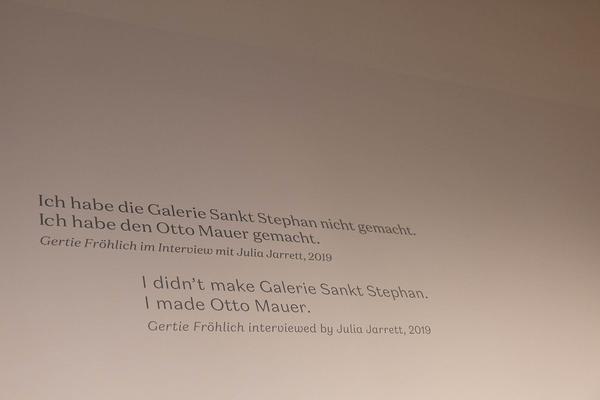 Ich habe die Galerie Sankt Stephan nicht gemacht.
Ich habe den Otto Mauer gemacht.
Gertie Fröhlich im Interview mit Julia Jarrett, 2019
I didn’t make Galerie Sankt Stephan.
I made Otto Mauer.
Gertie Fröhlich interviewed by Julia Jarrett, 2019